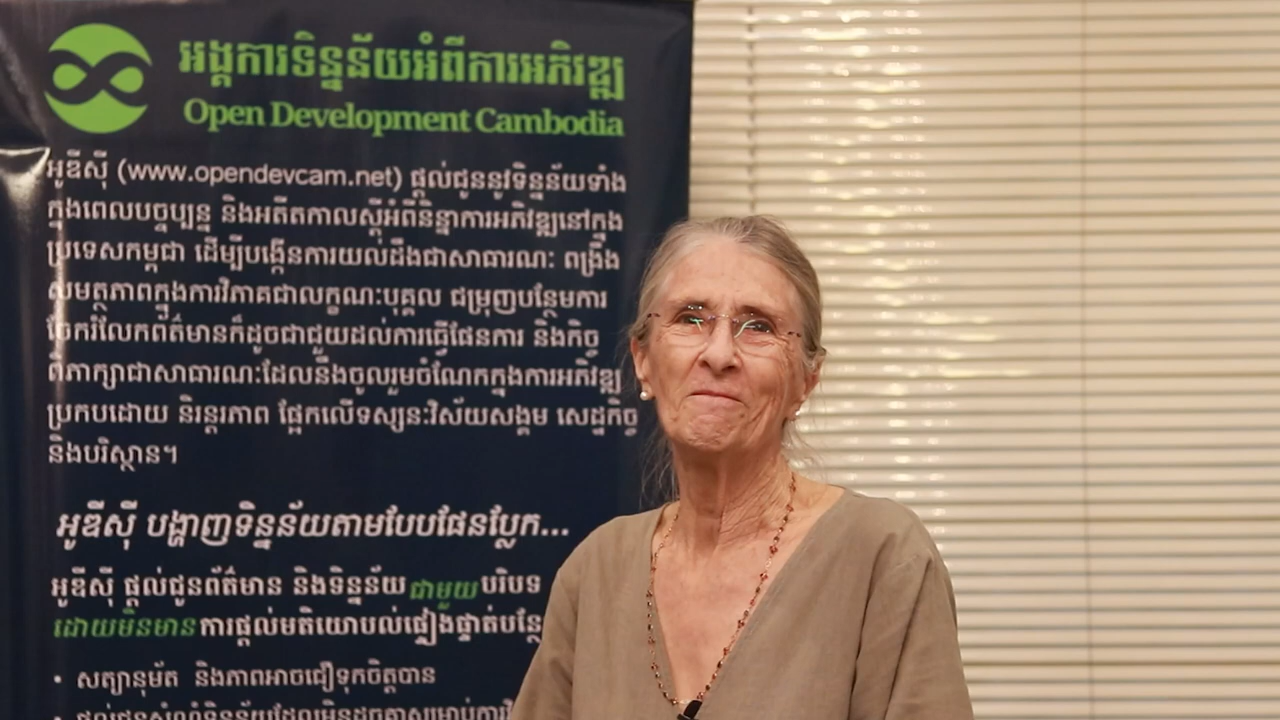 អង្គការទិន្នន័យអំពីការអភិវឌ្ឍ
Open Development Cambodia
អូឌីស៊ី (www.opendevcam.net) ផ្តល់ជូននូវទិន្នន័យទាំង
ក្នុងពេលបច្ចុប្បន្ន និងអតីតកាលស្តីអំពីនិន្នាការអភិវឌ្ឍនៅក្នុង
ប្រទេសកម្ពុជា ដើម្បីបង្កើនការយល់ដឹងជាសាធារណៈ ពង្រឹង
សមត្ថភាពក្នុងការវិភាគជាលក្ខណៈបុគ្គល ជម្រុញបន្ថែមការ
ចែករំលែកព័ត៌មានក៏ដូចជាជួយដល់ការធ្វើផែនការ និងកិច្ច
ពិភាក្សាជាសាធារណៈដែលនឹងចូលរួមចំណែកក្នុងការអភិវឌ្ឍ
ប្រកបដោយ និរន្តរភាព ផ្អែកលើទស្សនៈវិស័យសង្គម សេដ្ឋកិច្ច
និងបរិស្ថាន។
អូឌីស៊ី បង្ហាញទិន្នន័យតាមបែបផែនប្លែក...
អូឌីស៊ី ផ្តល់ជូនព័ត៌មាន និងទិន្នន័យ ជាមួយ បរិបទ
ដោយមិនមាន ការផ្តល់មតិយោបល់ផ្ទៀងផ្ទាត់បន្ថែ
• សត្យានុម័ត និងភាពអាចជឿទុកចិត្តបាន